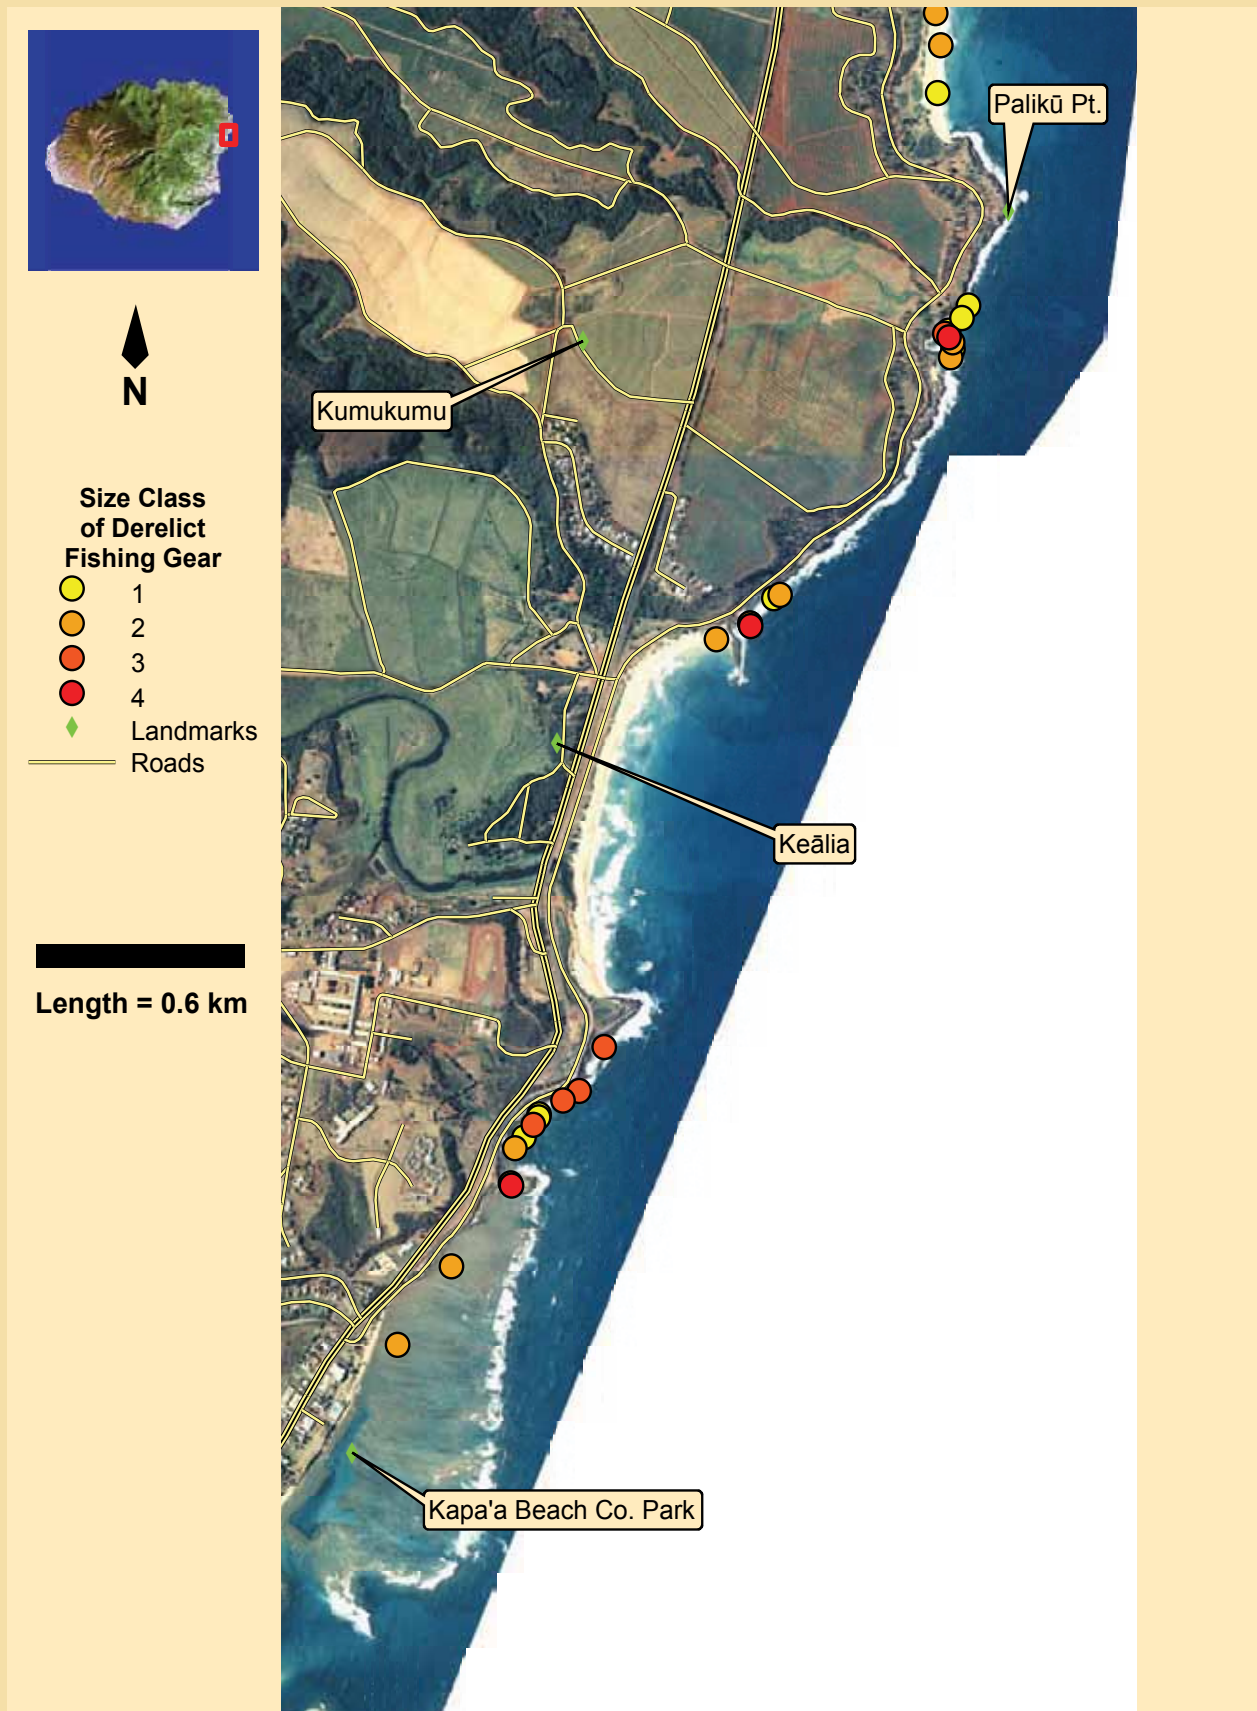 N
Size Class
of Derelict
Fishing Gear
1
2
3
4
Landmarks
Roads
Length = 0.6 km
Palikū Pt.
Kumukumu
Keālia
Kapa'a Beach Co. Park